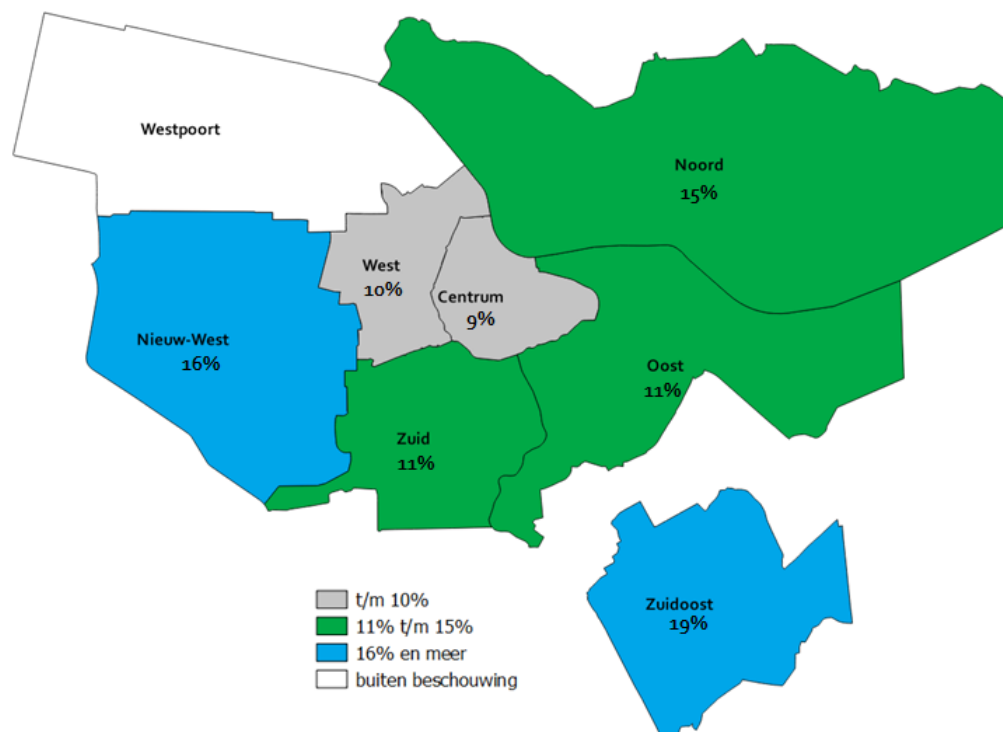 Westpoort
Noord
15%
West
10%
Centrum
9%
Nieuw-West
16%
Oost
11%
Zuid
11%
Zuidoost
19%
t/m 10%
11% t/m 15%
16% en meer
buiten beschouwing